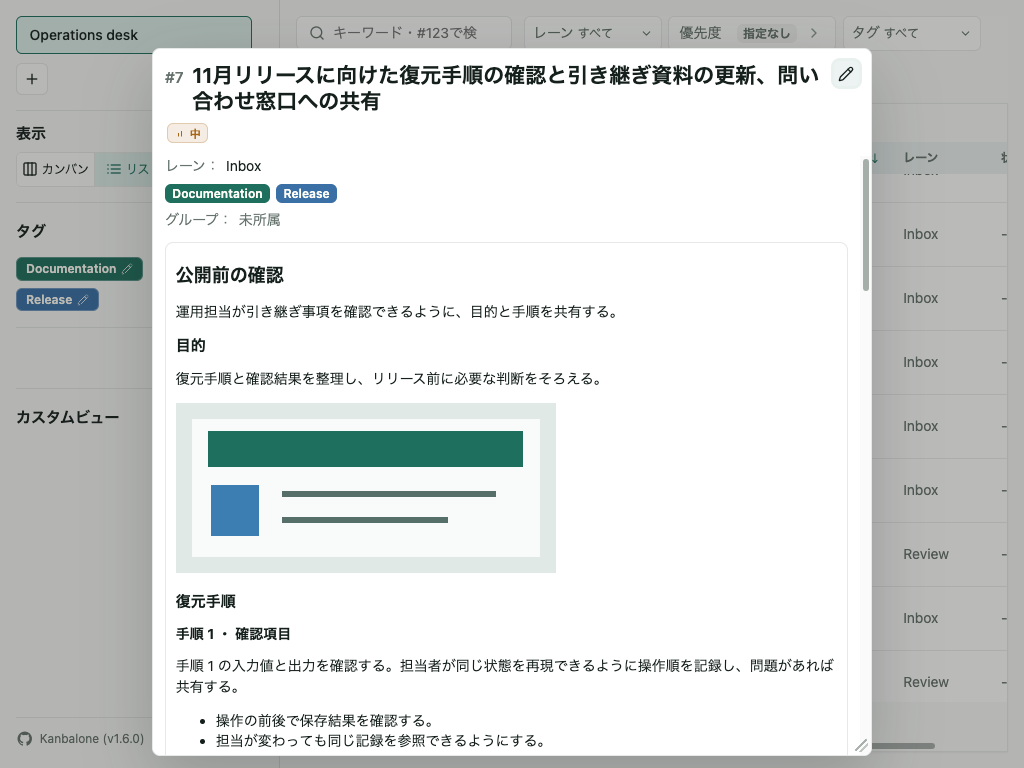 Operations desk
キーワード・#123で検
レーン すべて
優先度 指定なし
タグ すべて
表示
カンバン
リス
タグ
Documentation
Release
カスタムビュー
Kanbalone (v1.6.0)
#7 11月リリースに向けた復元手順の確認と引き継ぎ資料の更新、問い
合わせ窓口への共有
中
レーン： Inbox
Documentation Release
グループ： 未所属
公開前の確認
運用担当が引き継ぎ事項を確認できるように、目的と手順を共有する。
目的
復元手順と確認結果を整理し、リリース前に必要な判断をそろえる。
復元手順
手順 1 ・ 確認項目
手順 1 の入力値と出力を確認する。担当者が同じ状態を再現できるように操作順を記録し、問題があれば
共有する。
• 操作の前後で保存結果を確認する。
• 担当が変わっても同じ記録を参照できるようにする。
↓ レーン
Inbox
Inbox
Inbox
Inbox
Inbox
Review
Inbox
Review